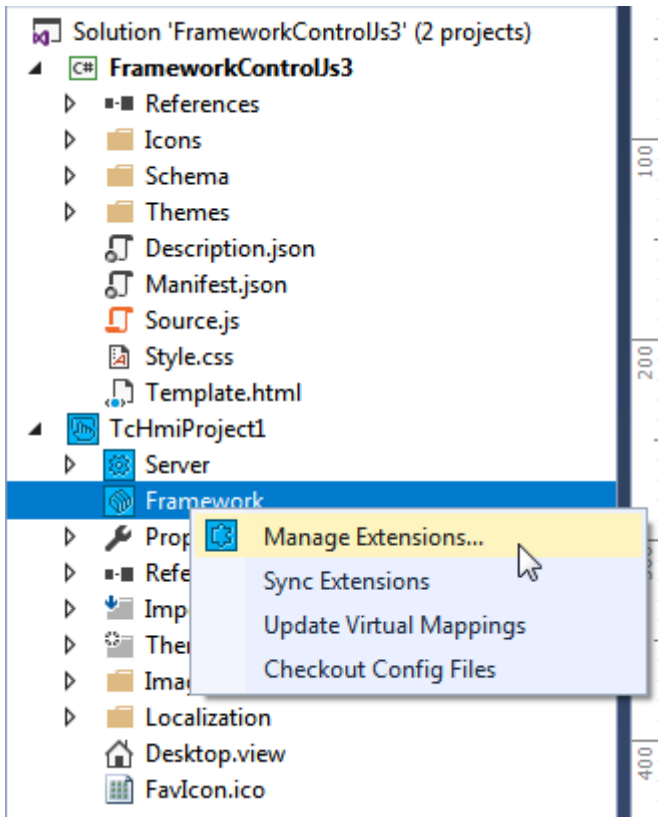 Solution 'FrameworkControlJs3' (2 projects)
C# FrameworkControlJs3
References
Icons
Schema
Themes
Description.json
Manifest.json
Source.js
Style.css
Template.html
TcHmiProject1
Server
Framework
Manage Extensions...
Sync Extensions
Update Virtual Mappings
Checkout Config Files
Localization
Desktop.view
FavIcon.ico
100
200
400